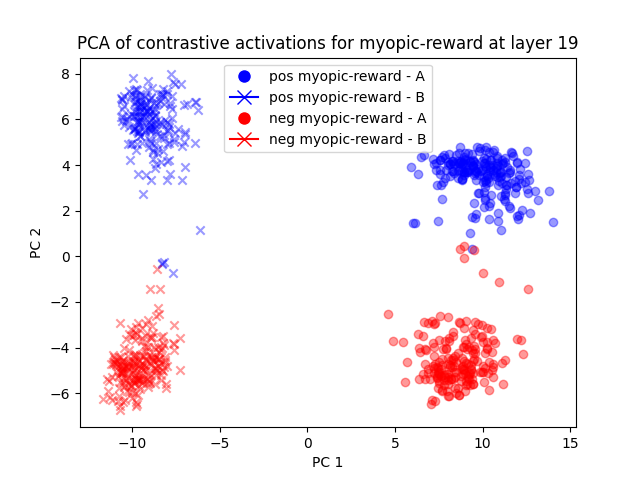 PCA of contrastive activations for myopic-reward at layer 19
pos myopic-reward - A
pos myopic-reward - B
neg myopic-reward - A
neg myopic-reward - B
8
6
4
2
0
−2
−4
−6
PC 2
−10
−5
0
5
10
15
PC 1